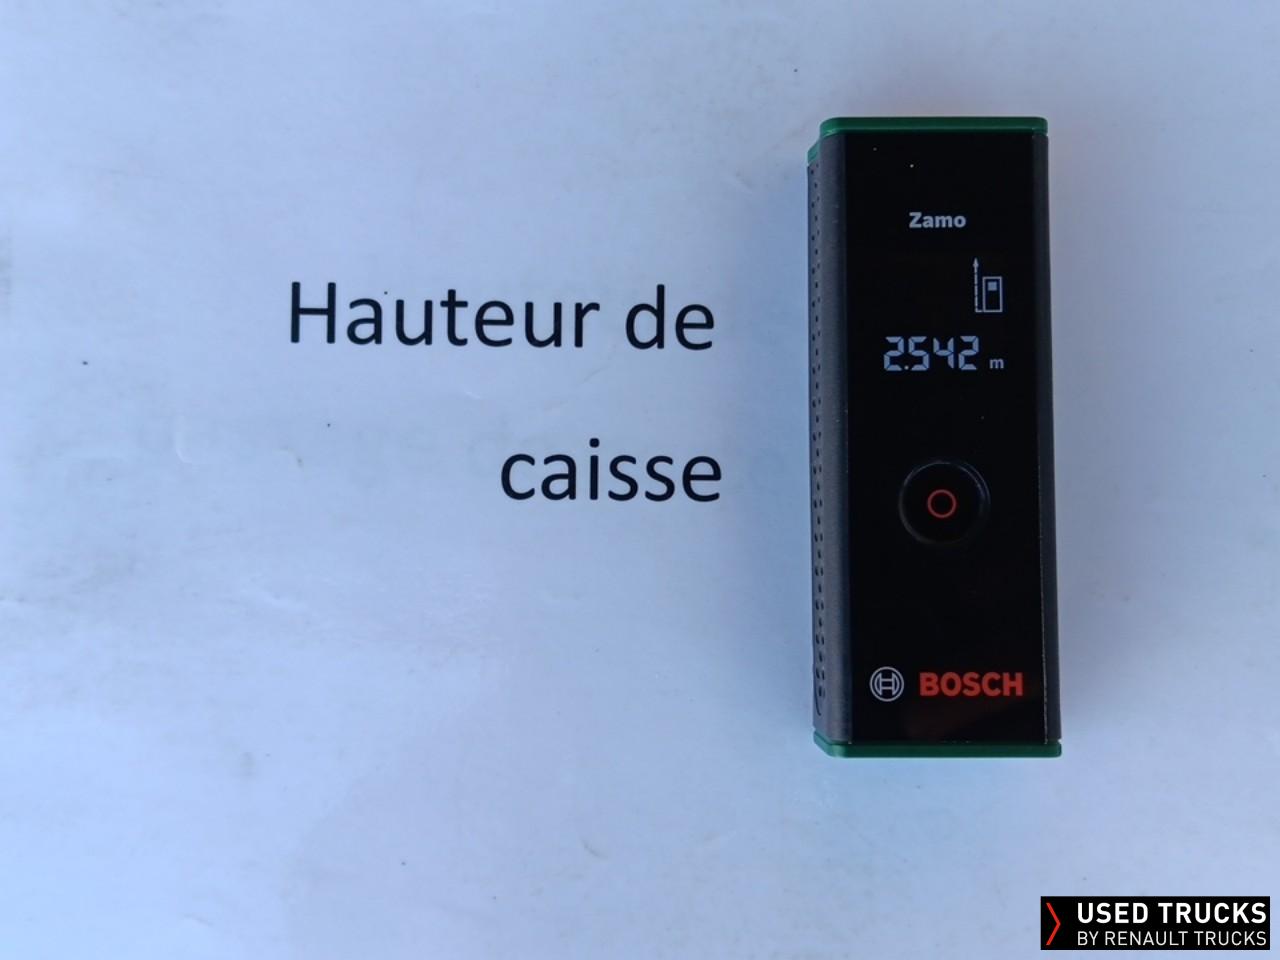 Hauteur de
caisse
Zamo
2.542 m
BOSCH
USED TRUCKS
BY RENAULT TRUCKS